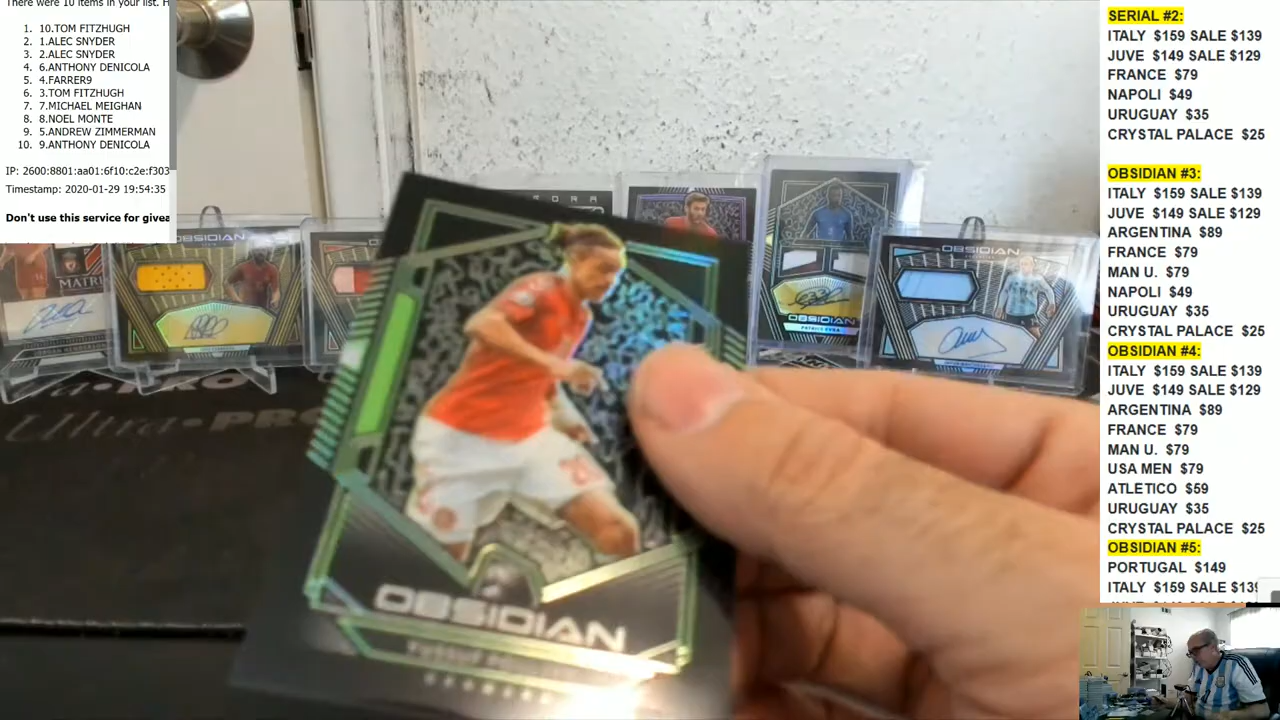 There were 10 items in your list. H
1. 10.TOM FITZHUGH
2. 1.ALEC SNYDER
3. 2.ALEC SNYDER
4. 6.ANTHONY DENICOLA
5. 4.FARRER9
6. 3.TOM FITZHUGH
7. 7.MICHAEL MEIGHAN
8. 8.NOEL MONTE
9. 5.ANDREW ZIMMERMAN
10. 9.ANTHONY DENICOLA
IP: 2600:8801:aa01:6f10:c2e:f303
Timestamp: 2020-01-29 19:54:35
Don't use this service for givea
OBSIDIAN
MATRI
OBSIDIAN
PATRICE EVRA
OBSIDIAN
Ultra PRO
OBSIDIAN
SERIAL #2:
ITALY $159 SALE $139
JUVE $149 SALE $129
FRANCE $79
NAPOLI $49
URUGUAY $35
CRYSTAL PALACE $25
OBSIDIAN #3:
ITALY $159 SALE $139
JUVE $149 SALE $129
ARGENTINA $89
FRANCE $79
MAN U. $79
NAPOLI $49
URUGUAY $35
CRYSTAL PALACE $25
OBSIDIAN #4:
ITALY $159 SALE $139
JUVE $149 SALE $129
ARGENTINA $89
FRANCE $79
MAN U. $79
USA MEN $79
ATLETICO $59
URUGUAY $35
CRYSTAL PALACE $25
OBSIDIAN #5:
PORTUGAL $149
ITALY $159 SALE $139